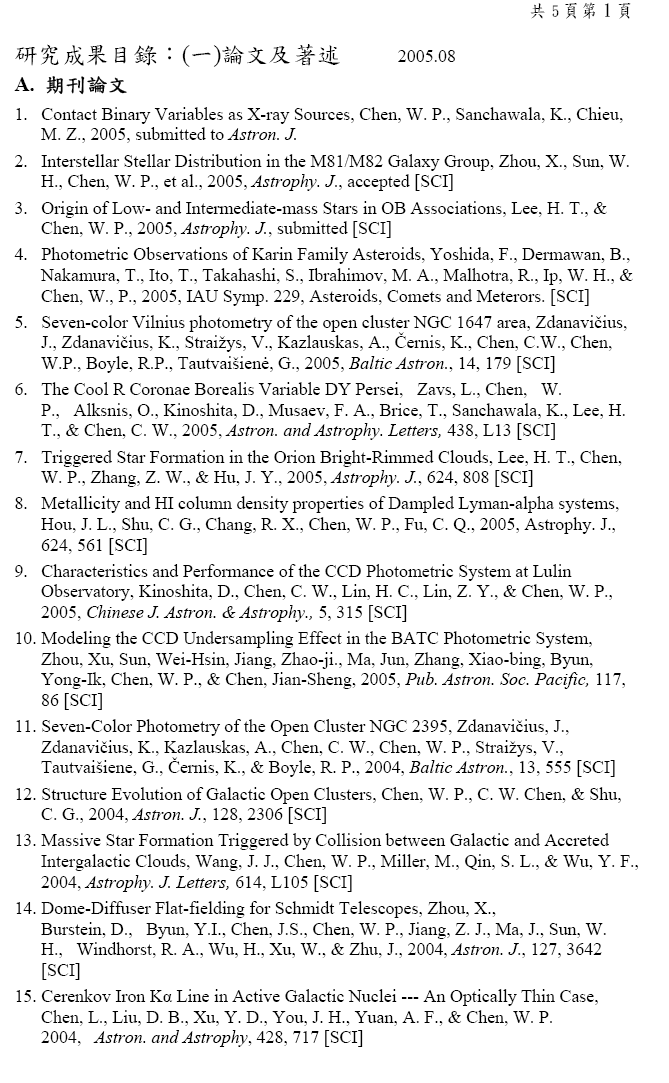 共 5 頁第 1 頁
研究成果目錄：(一)論文及著述 2005.08
A. 期刊論文
1. Contact Binary Variables as X-ray Sources, Chen, W. P., Sanchawala, K., Chieu,
M. Z., 2005, submitted to Astron. J.
2. Interstellar Stellar Distribution in the M81/M82 Galaxy Group, Zhou, X., Sun, W.
H., Chen, W. P., et al., 2005, Astrophy. J., accepted [SCI]
3. Origin of Low- and Intermediate-mass Stars in OB Associations, Lee, H. T., &
Chen, W. P., 2005, Astrophy. J., submitted [SCI]
4. Photometric Observations of Karin Family Asteroids, Yoshida, F., Dermawan, B.,
Nakamura, T., Ito, T., Takahashi, S., Ibrahimov, M. A., Malhotra, R., Ip, W. H., &
Chen, W., P., 2005, IAU Symp. 229, Asteroids, Comets and Meterors. [SCI]
5. Seven-color Vilnius photometry of the open cluster NGC 1647 area, Zdanavičius,
J., Zdanavičius, K., Straižys, V., Kazlauskas, A., Černis, K., Chen, C.W., Chen,
W.P., Boyle, R.P., Tautvaišienė, G., 2005, Baltic Astron., 14, 179 [SCI]
6. The Cool R Coronae Borealis Variable DY Persei, Zavs, L., Chen, W.
P., Alksnis, O., Kinoshita, D., Musaev, F. A., Brice, T., Sanchawala, K., Lee, H.
T., & Chen, C. W., 2005, Astron. and Astrophy. Letters, 438, L13 [SCI]
7. Triggered Star Formation in the Orion Bright-Rimmed Clouds, Lee, H. T., Chen,
W. P., Zhang, Z. W., & Hu, J. Y., 2005, Astrophy. J., 624, 808 [SCI]
8. Metallicity and HI column density properties of Dampled Lyman-alpha systems,
Hou, J. L., Shu, C. G., Chang, R. X., Chen, W. P., Fu, C. Q., 2005, Astrophy. J.,
624, 561 [SCI]
9. Characteristics and Performance of the CCD Photometric System at Lulin
Observatory, Kinoshita, D., Chen, C. W., Lin, H. C., Lin, Z. Y., & Chen, W. P.,
2005, Chinese J. Astron. & Astrophy., 5, 315 [SCI]
10. Modeling the CCD Undersampling Effect in the BATC Photometric System,
Zhou, Xu, Sun, Wei-Hsin, Jiang, Zhao-ji., Ma, Jun, Zhang, Xiao-bing, Byun,
Yong-Ik, Chen, W. P., & Chen, Jian-Sheng, 2005, Pub. Astron. Soc. Pacific, 117,
86 [SCI]
11. Seven-Color Photometry of the Open Cluster NGC 2395, Zdanavičius, J.,
Zdanavičius, K., Kazlauskas, A., Chen, C. W., Chen, W. P., Straižys, V.,
Tautvaišiene, G., Černis, K., & Boyle, R. P., 2004, Baltic Astron., 13, 555 [SCI]
12. Structure Evolution of Galactic Open Clusters, Chen, W. P., C. W. Chen, & Shu,
C. G., 2004, Astron. J., 128, 2306 [SCI]
13. Massive Star Formation Triggered by Collision between Galactic and Accreted
Intergalactic Clouds, Wang, J. J., Chen, W. P., Miller, M., Qin, S. L., & Wu, Y. F.,
2004, Astrophy. J. Letters, 614, L105 [SCI]
14. Dome-Diffuser Flat-fielding for Schmidt Telescopes, Zhou, X.,
Burstein, D., Byun, Y.I., Chen, J.S., Chen, W. P., Jiang, Z. J., Ma, J., Sun, W.
H., Windhorst, R. A., Wu, H., Xu, W., & Zhu, J., 2004, Astron. J., 127, 3642
[SCI]
15. Cerenkov Iron Kα Line in Active Galactic Nuclei --- An Optically Thin Case,
Chen, L., Liu, D. B., Xu, Y. D., You, J. H., Yuan, A. F., & Chen, W. P.
2004, Astron. and Astrophy, 428, 717 [SCI]